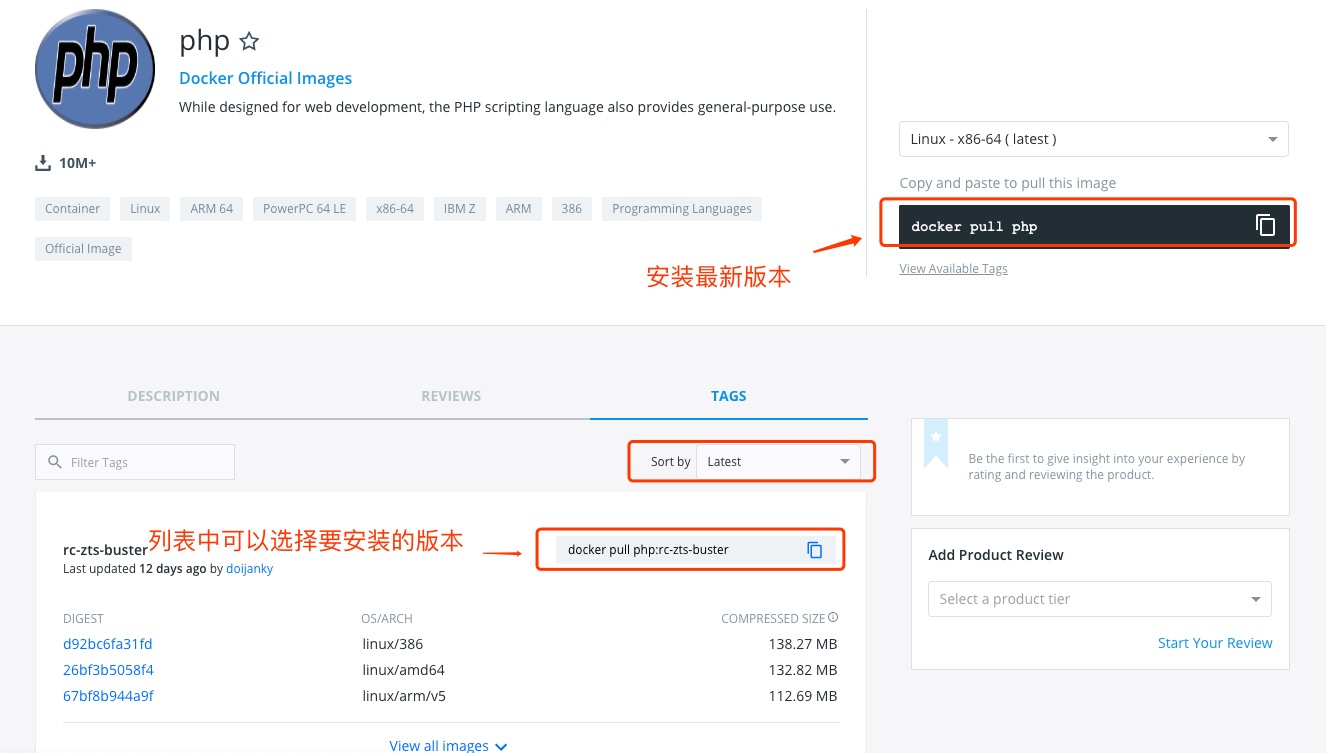 php
php
Docker Official Images
While designed for web development, the PHP scripting language also provides general-purpose use.
10M+
Container Linux ARM 64 PowerPC 64 LE x86-64 IBM Z ARM 386 Programming Languages
Official Image
Linux - x86-64 ( latest )
Copy and paste to pull this image
docker pull php
View Available Tags
安装最新版本
DESCRIPTION REVIEWS TAGS
Filter Tags
Sort by Latest
rc-zts-buster
列表中可以选择要安装的版本
docker pull php:rc-zts-buster
Last updated 12 days ago by doijanky
DIGEST OS/ARCH COMPRESSED SIZE
d92bc6fa31fd linux/386 138.27 MB
26bf3b5058f4 linux/amd64 132.82 MB
67bf8b944a9f linux/arm/v5 112.69 MB
View all images
Be the first to give insight into your experience by
rating and reviewing the product.
Add Product Review
Select a product tier
Start Your Review